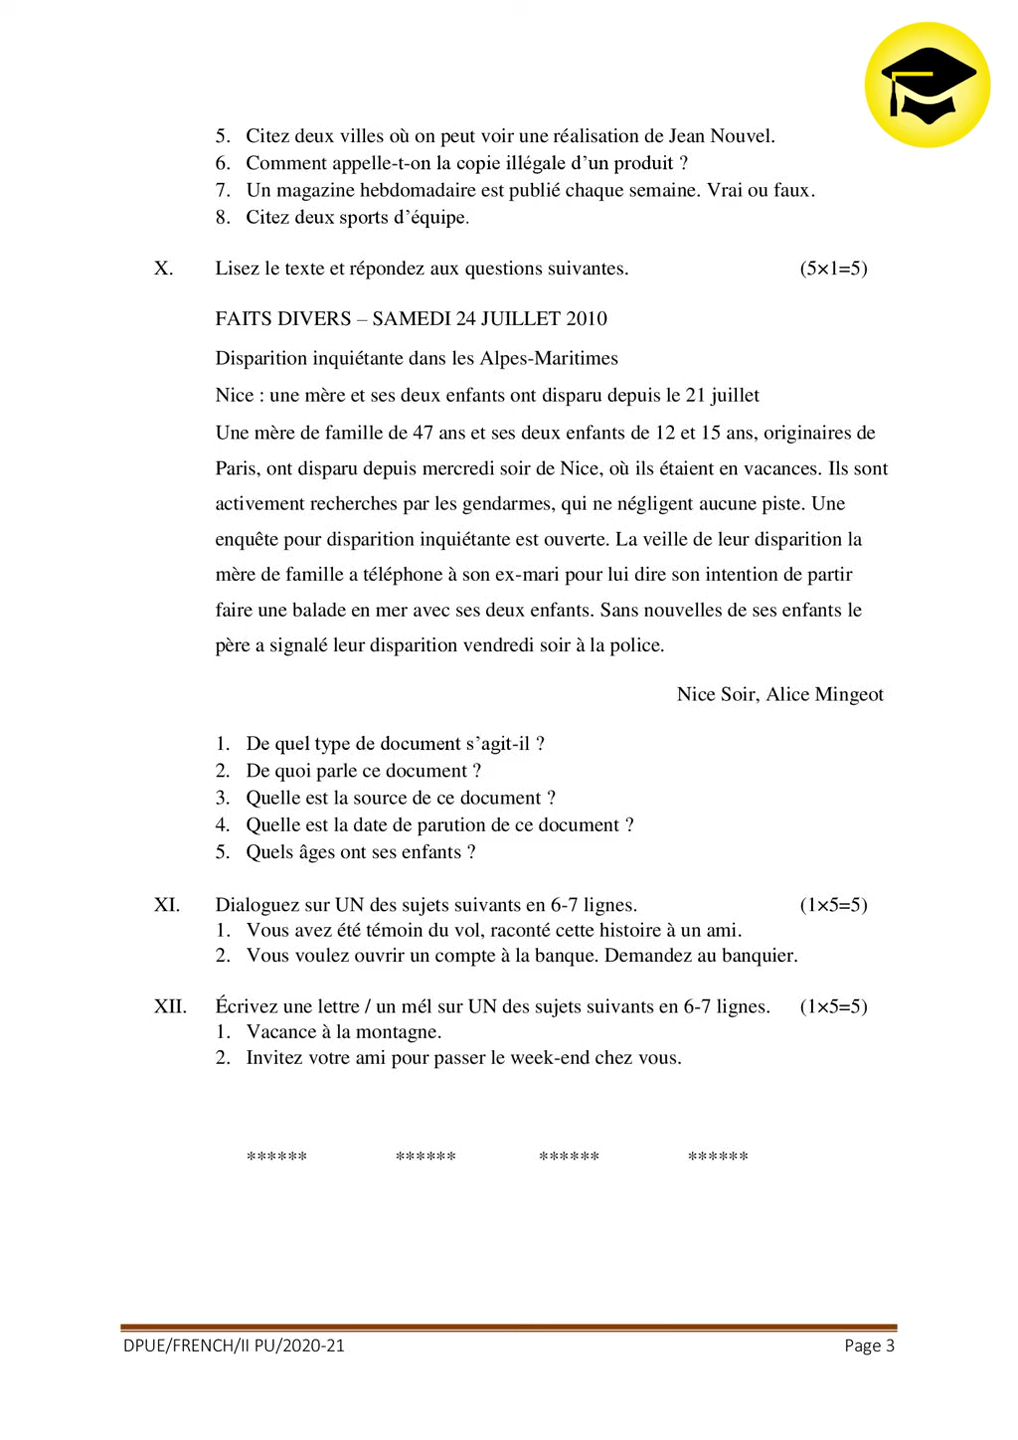 5. Citez deux villes où on peut voir une réalisation de Jean Nouvel.
6. Comment appelle-t-on la copie illégale d’un produit ?
7. Un magazine hebdomadaire est publié chaque semaine. Vrai ou faux.
8. Citez deux sports d’équipe.
X. Lisez le texte et répondez aux questions suivantes. (5×1=5)
FAITS DIVERS – SAMEDI 24 JUILLET 2010
Disparition inquiétante dans les Alpes-Maritimes
Nice : une mère et ses deux enfants ont disparu depuis le 21 juillet
Une mère de famille de 47 ans et ses deux enfants de 12 et 15 ans, originaires de
Paris, ont disparu depuis mercredi soir de Nice, où ils étaient en vacances. Ils sont
activement recherches par les gendarmes, qui ne négligent aucune piste. Une
enquête pour disparition inquiétante est ouverte. La veille de leur disparition la
mère de famille a téléphone à son ex-mari pour lui dire son intention de partir
faire une balade en mer avec ses deux enfants. Sans nouvelles de ses enfants le
père a signalé leur disparition vendredi soir à la police.
Nice Soir, Alice Mingeot
1. De quel type de document s’agit-il ?
2. De quoi parle ce document ?
3. Quelle est la source de ce document ?
4. Quelle est la date de parution de ce document ?
5. Quels âges ont ses enfants ?
XI. Dialoguez sur UN des sujets suivants en 6-7 lignes. (1×5=5)
1. Vous avez été témoin du vol, raconté cette histoire à un ami.
2. Vous voulez ouvrir un compte à la banque. Demandez au banquier.
XII. Écrivez une lettre / un mél sur UN des sujets suivants en 6-7 lignes. (1×5=5)
1. Vacance à la montagne.
2. Invitez votre ami pour passer le week-end chez vous.
****** ****** ****** ******
DPUE/FRENCH/II PU/2020-21 Page 3